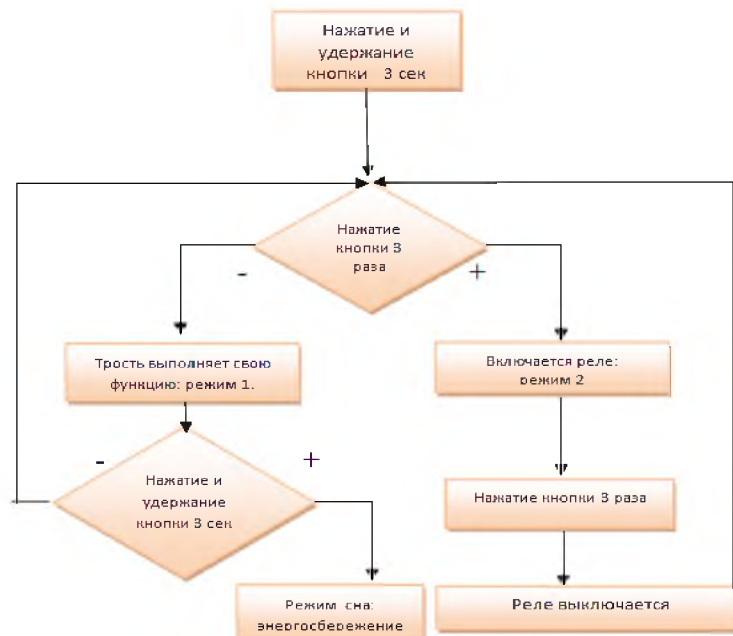 Нажатие и
удержание
кнопки 3 сек
Нажатие
кнопки 3
раза
-
+
Трость выполняет свою
функцию: режим 1.
Включается реле:
режим 2
-
+
Нажатие и
удержание
кнопки 3 сек
Нажатие кнопки 3 раза
Режим сна:
энергосбережение
Реле выключается